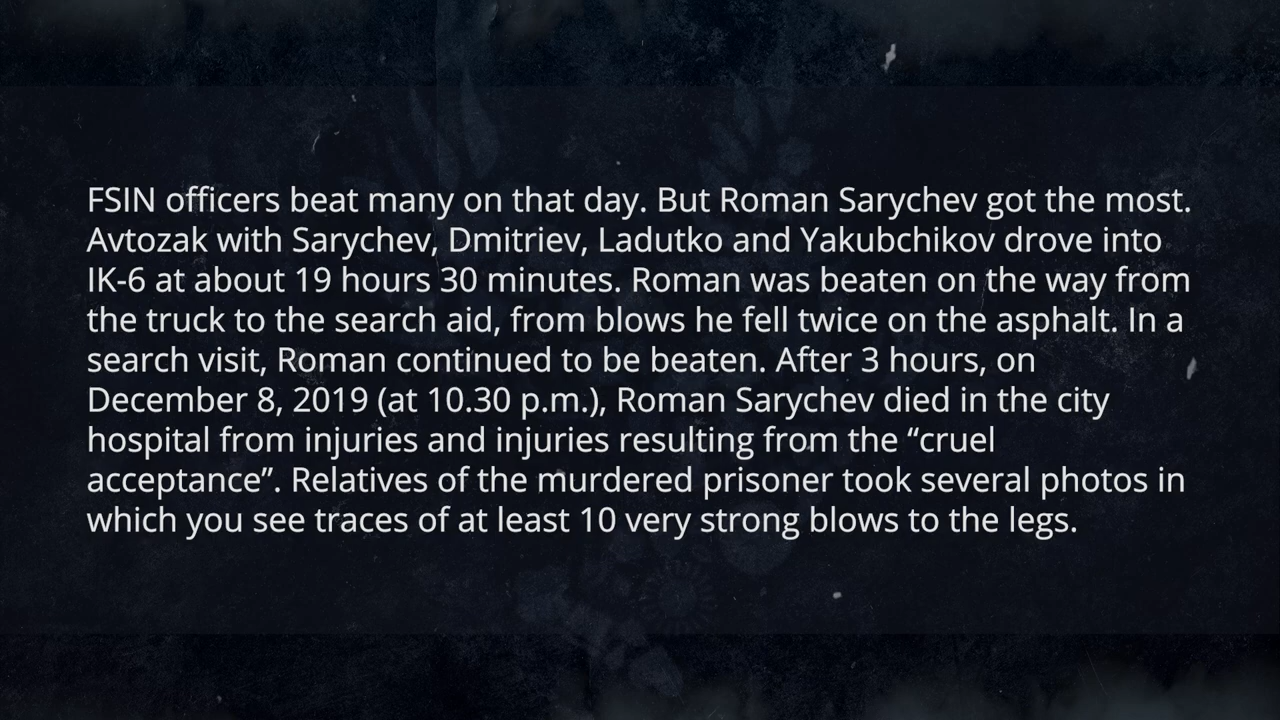 FSIN officers beat many on that day. But Roman Sarychev got the most.
Avtozak with Sarychev, Dmitriev, Ladutko and Yakubchikov drove into
IK-6 at about 19 hours 30 minutes. Roman was beaten on the way from
the truck to the search aid, from blows he fell twice on the asphalt. In a
search visit, Roman continued to be beaten. After 3 hours, on
December 8, 2019 (at 10.30 p.m.), Roman Sarychev died in the city
hospital from injuries and injuries resulting from the “cruel
acceptance”. Relatives of the murdered prisoner took several photos in
which you see traces of at least 10 very strong blows to the legs.